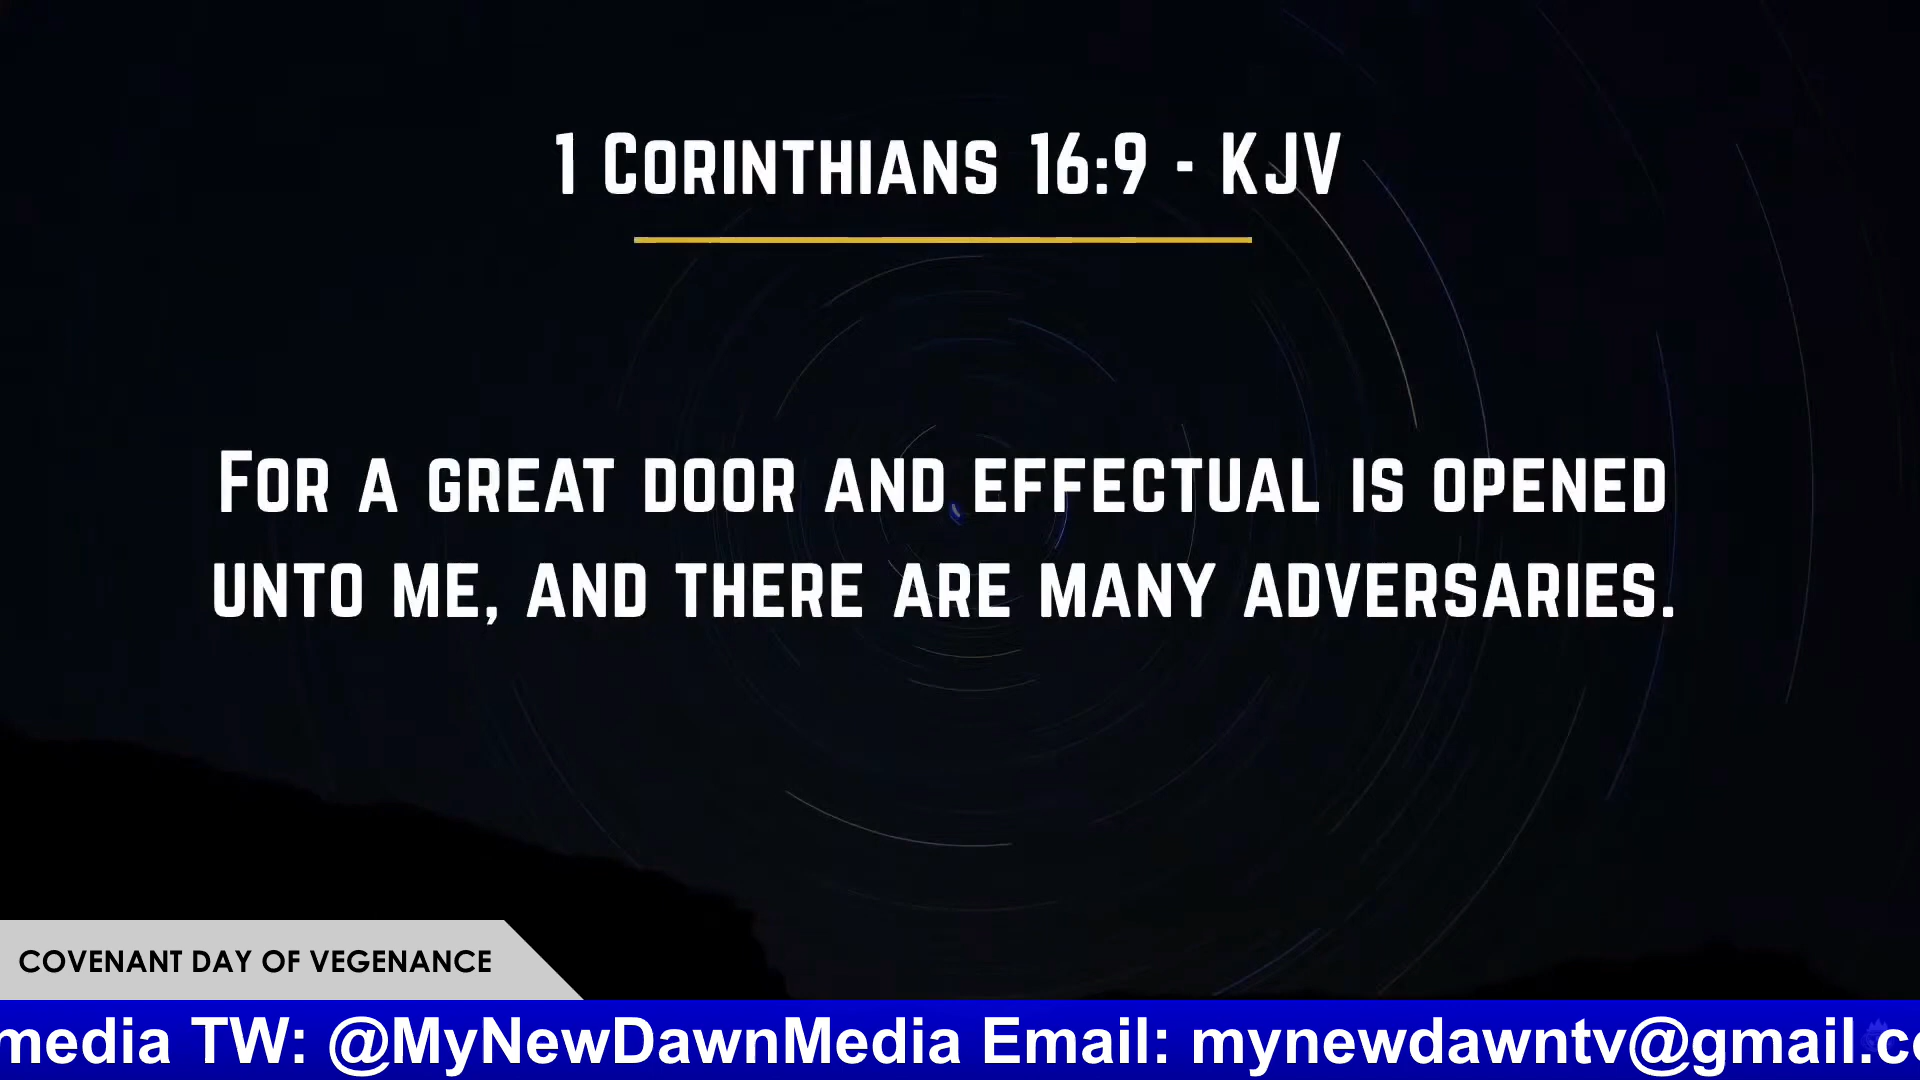 1 Corinthians 16:9 - KJV
For a great door and effectual is opened
unto me, and there are many adversaries.
COVENANT DAY OF VEGENANCE
media TW: @MyNewDawnMedia Email: mynewdawntv@gmail.c